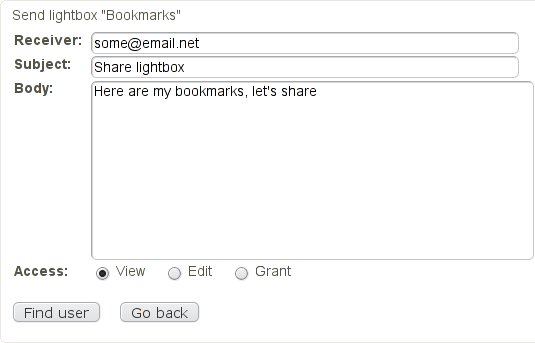 Send lightbox "Bookmarks"
Receiver: some@email.net
Subject: Share lightbox
Body: Here are my bookmarks, let's share
Access: View Edit Grant
Find user Go back